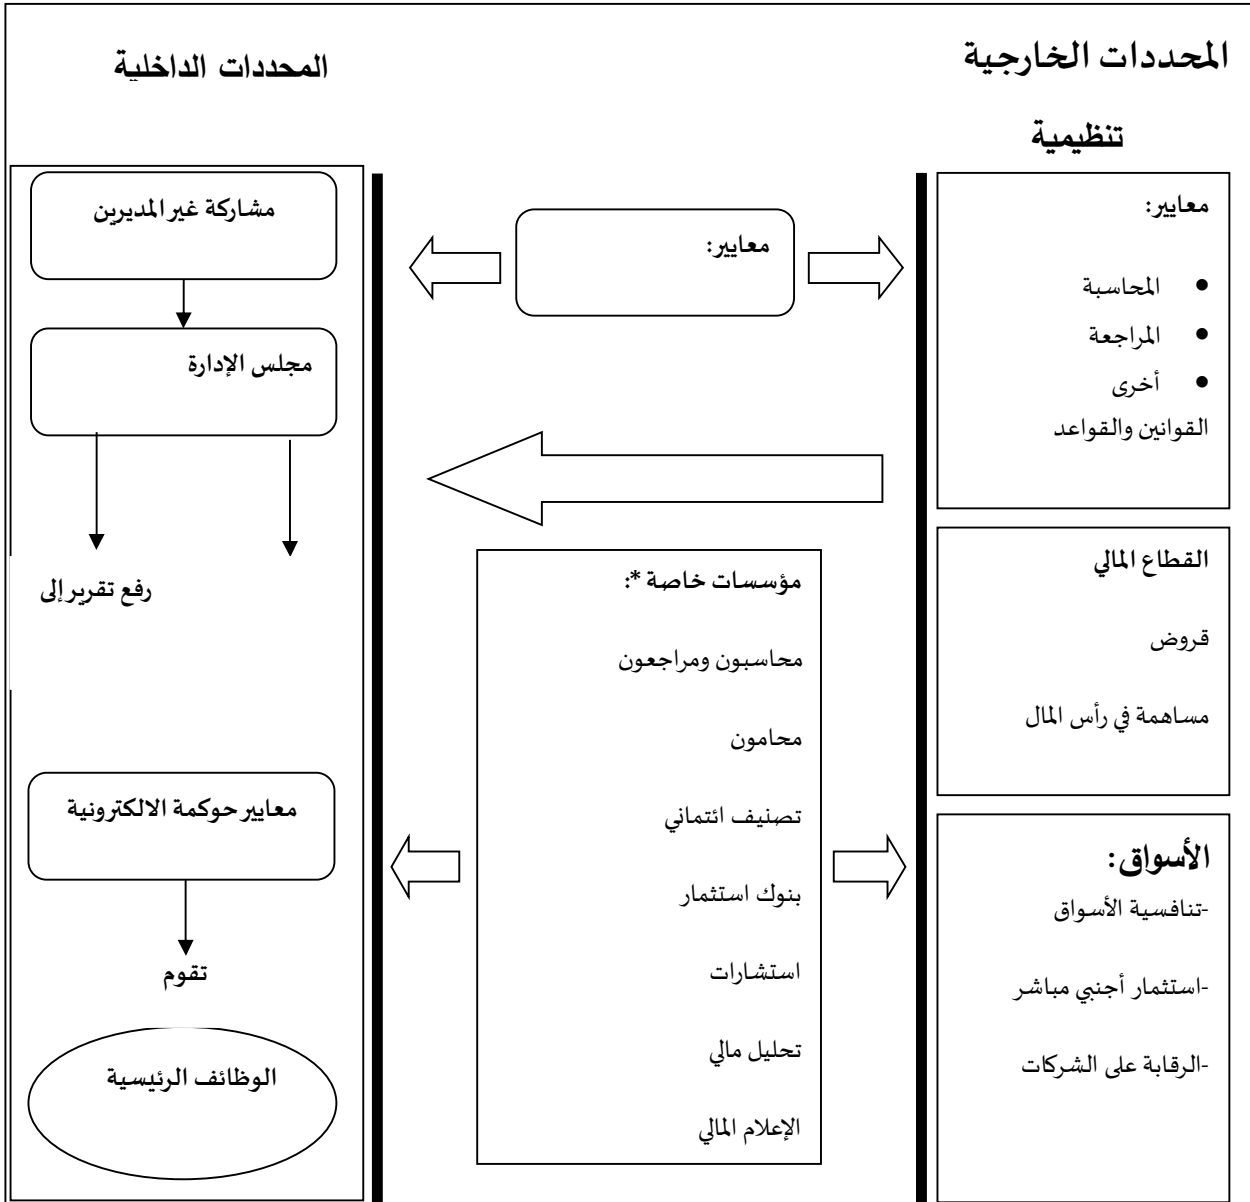 المحددات الخارجية
تنظيمية
معايير:
• المحاسبة
• المراجعة
• أخرى
القوانين والقواعد
القطاع المالي
قروض
مساهمة في رأس المال
الأسواق:
-تنافسية الأسواق
-استثمار أجنبي مباشر
-الرقابة على الشركات
معايير:
مؤسسات خاصة *:
محاسبون ومراجعون
محامون
تصنيف ائتماني
بنوك استثمار
استشارات
تحليل مالي
الإعلام المالي
المحددات الداخلية
مشاركة غير المديرين
مجلس الإدارة
رفع تقرير إلى
معايير حوكمة الالكترونية
تقوم
الوظائف الرئيسية